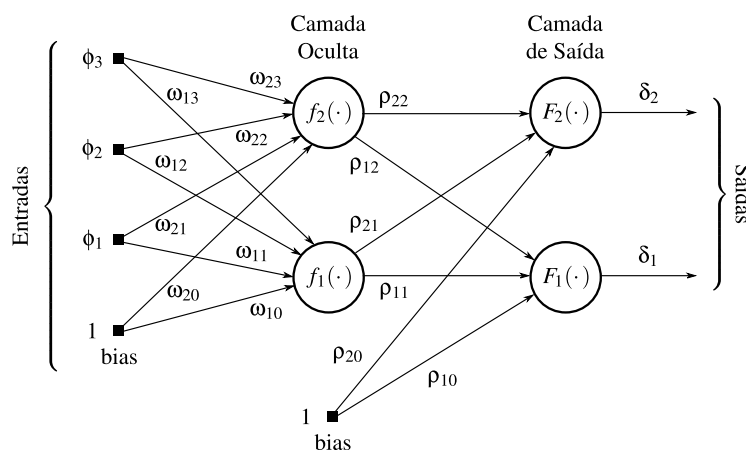 Camada
Oculta
Camada
de Saída
Entradas
ϕ3
ϕ2
ϕ1
1
bias
ω23
ω13
ω22
ω12
ω21
ω11
ω20
ω10
f2(·)
f1(·)
ρ22
ρ12
ρ21
ρ11
ρ20
ρ10
1
bias
F2(·)
F1(·)
δ2
δ1
Saídas